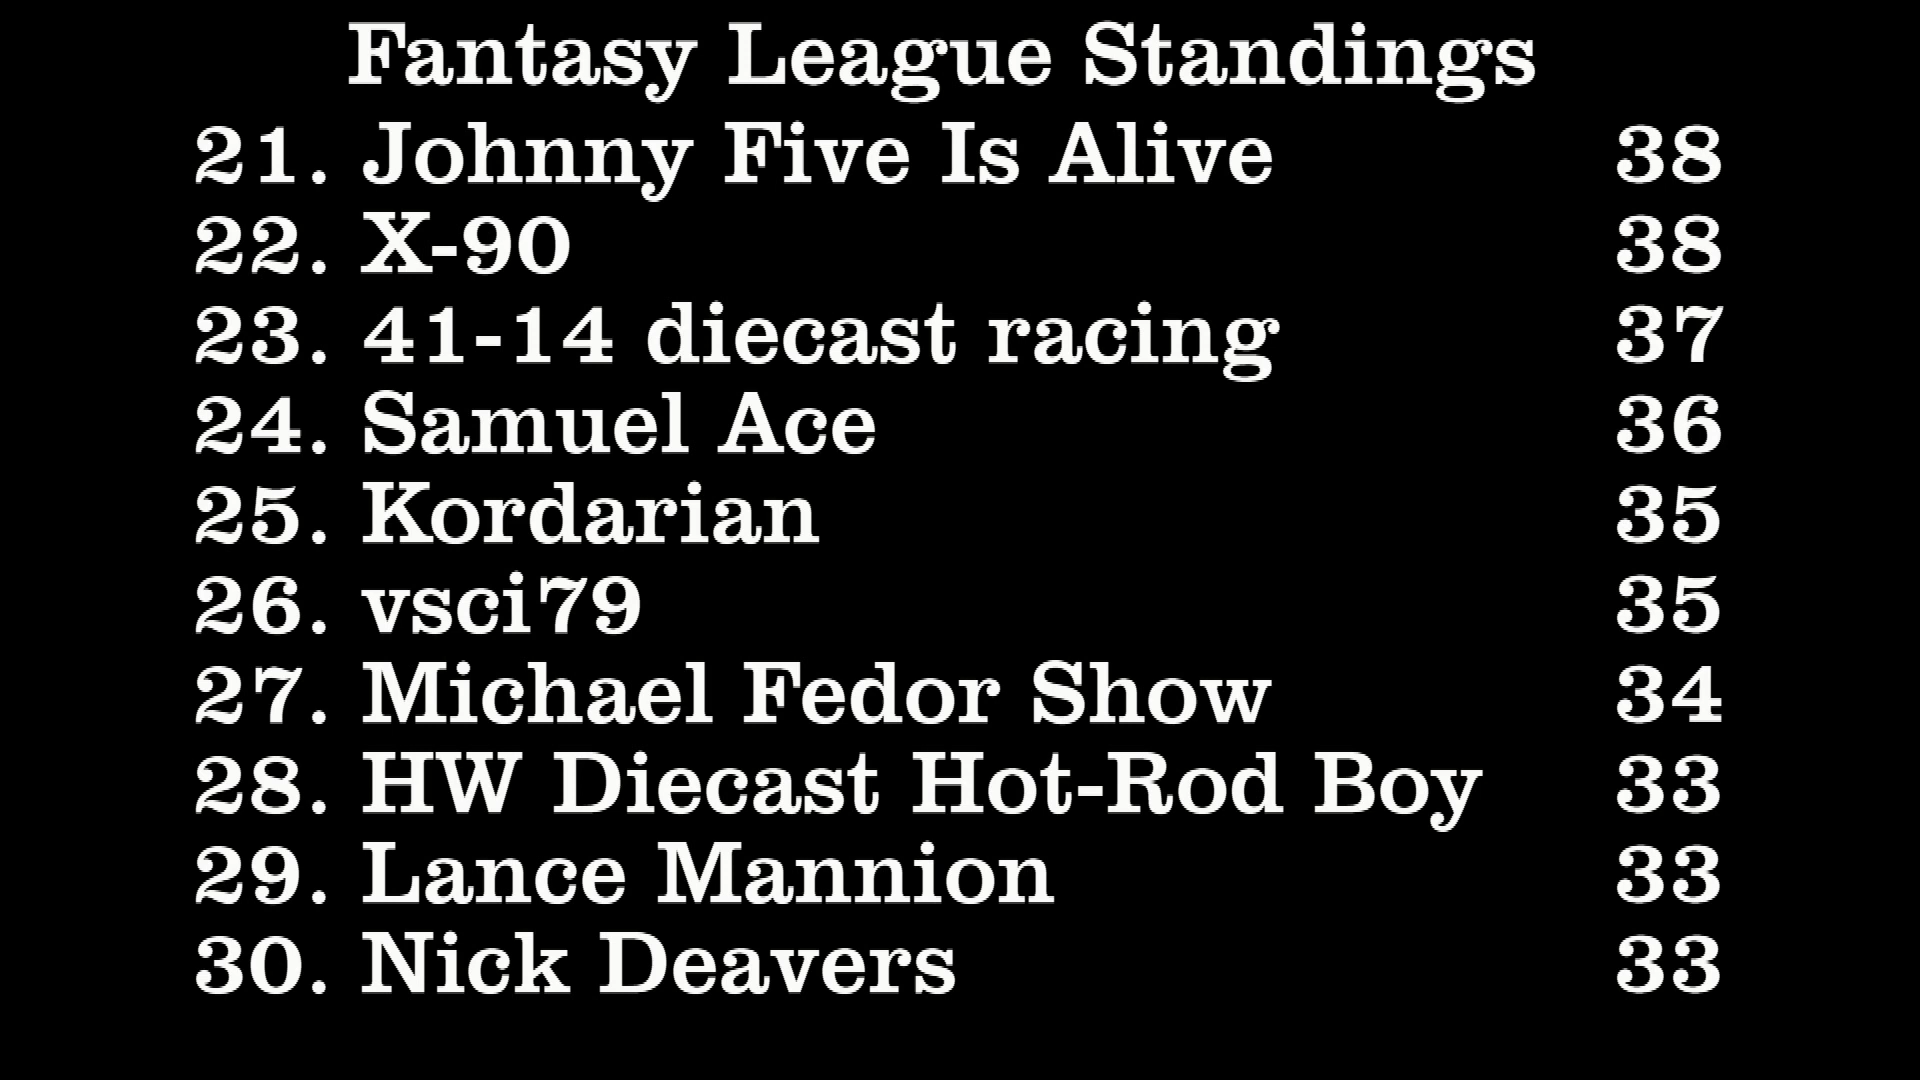 Fantasy League Standings
21. Johnny Five Is Alive 38
22. X-90 38
23. 41-14 diecast racing 37
24. Samuel Ace 36
25. Kordarian 35
26. vsci79 35
27. Michael Fedor Show 34
28. HW Diecast Hot-Rod Boy 33
29. Lance Mannion 33
30. Nick Deavers 33